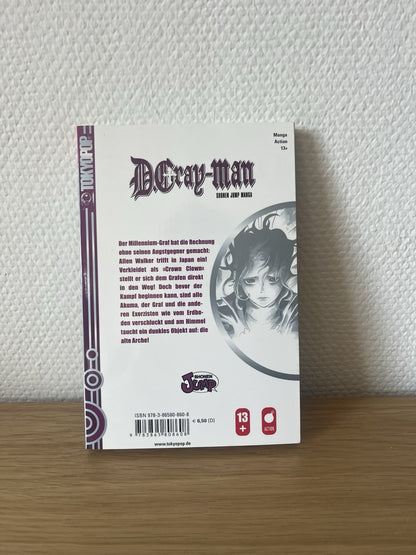 TOKYOPOP
Manga
Action
13+
D.Gray-man
SHONEN JUMP MANGA
Der Millennium-Graf hat die Rechnung
ohne seinen Angstgegner gemacht:
Allen Walker trifft in Japan ein!
Verkleidet als »Crown Clown«
stellt er sich dem Grafen direkt
in den Weg! Doch bevor der
Kampf beginnen kann, sind alle
Akuma, der Graf und die ande-
ren Exorzisten wie vom Erdbo-
den verschluckt und am Himmel
taucht ein dunkles Objekt auf: die
alte Arche!
SHONEN
JUMP
ISBN 978-3-86580-860-8
€ 6,50 (D)
9 783865 808608
www.tokyopop.de
13
+
ACTION